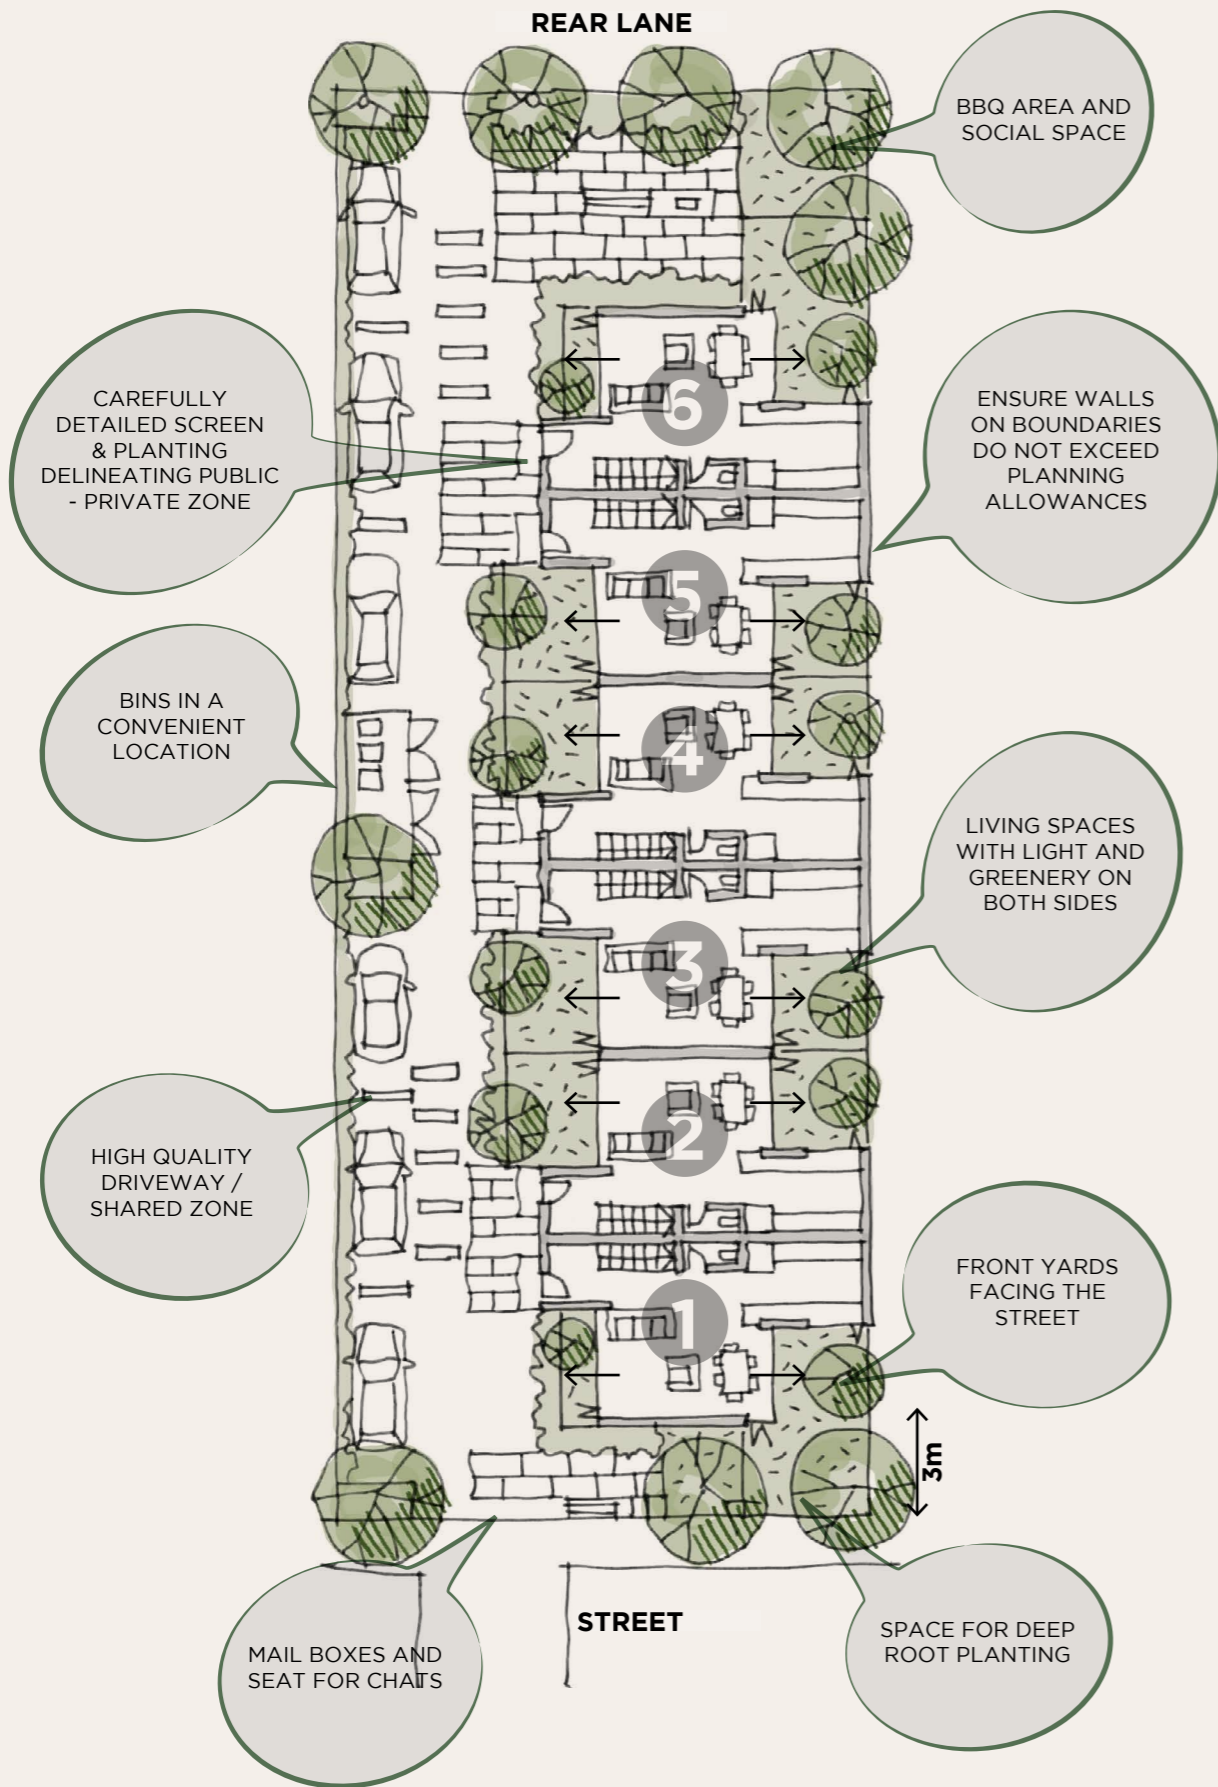 REAR LANE
BBQ AREA AND
SOCIAL SPACE
CAREFULLY
DETAILED SCREEN
& PLANTING
DELINEATING PUBLIC
- PRIVATE ZONE
ENSURE WALLS
ON BOUNDARIES
DO NOT EXCEED
PLANNING
ALLOWANCES
6
5
BINS IN A
CONVENIENT
LOCATION
4
LIVING SPACES
WITH LIGHT AND
GREENERY ON
BOTH SIDES
3
2
HIGH QUALITY
DRIVEWAY /
SHARED ZONE
FRONT YARDS
FACING THE
STREET
1
3m
STREET
MAIL BOXES AND
SEAT FOR CHATS
SPACE FOR DEEP
ROOT PLANTING